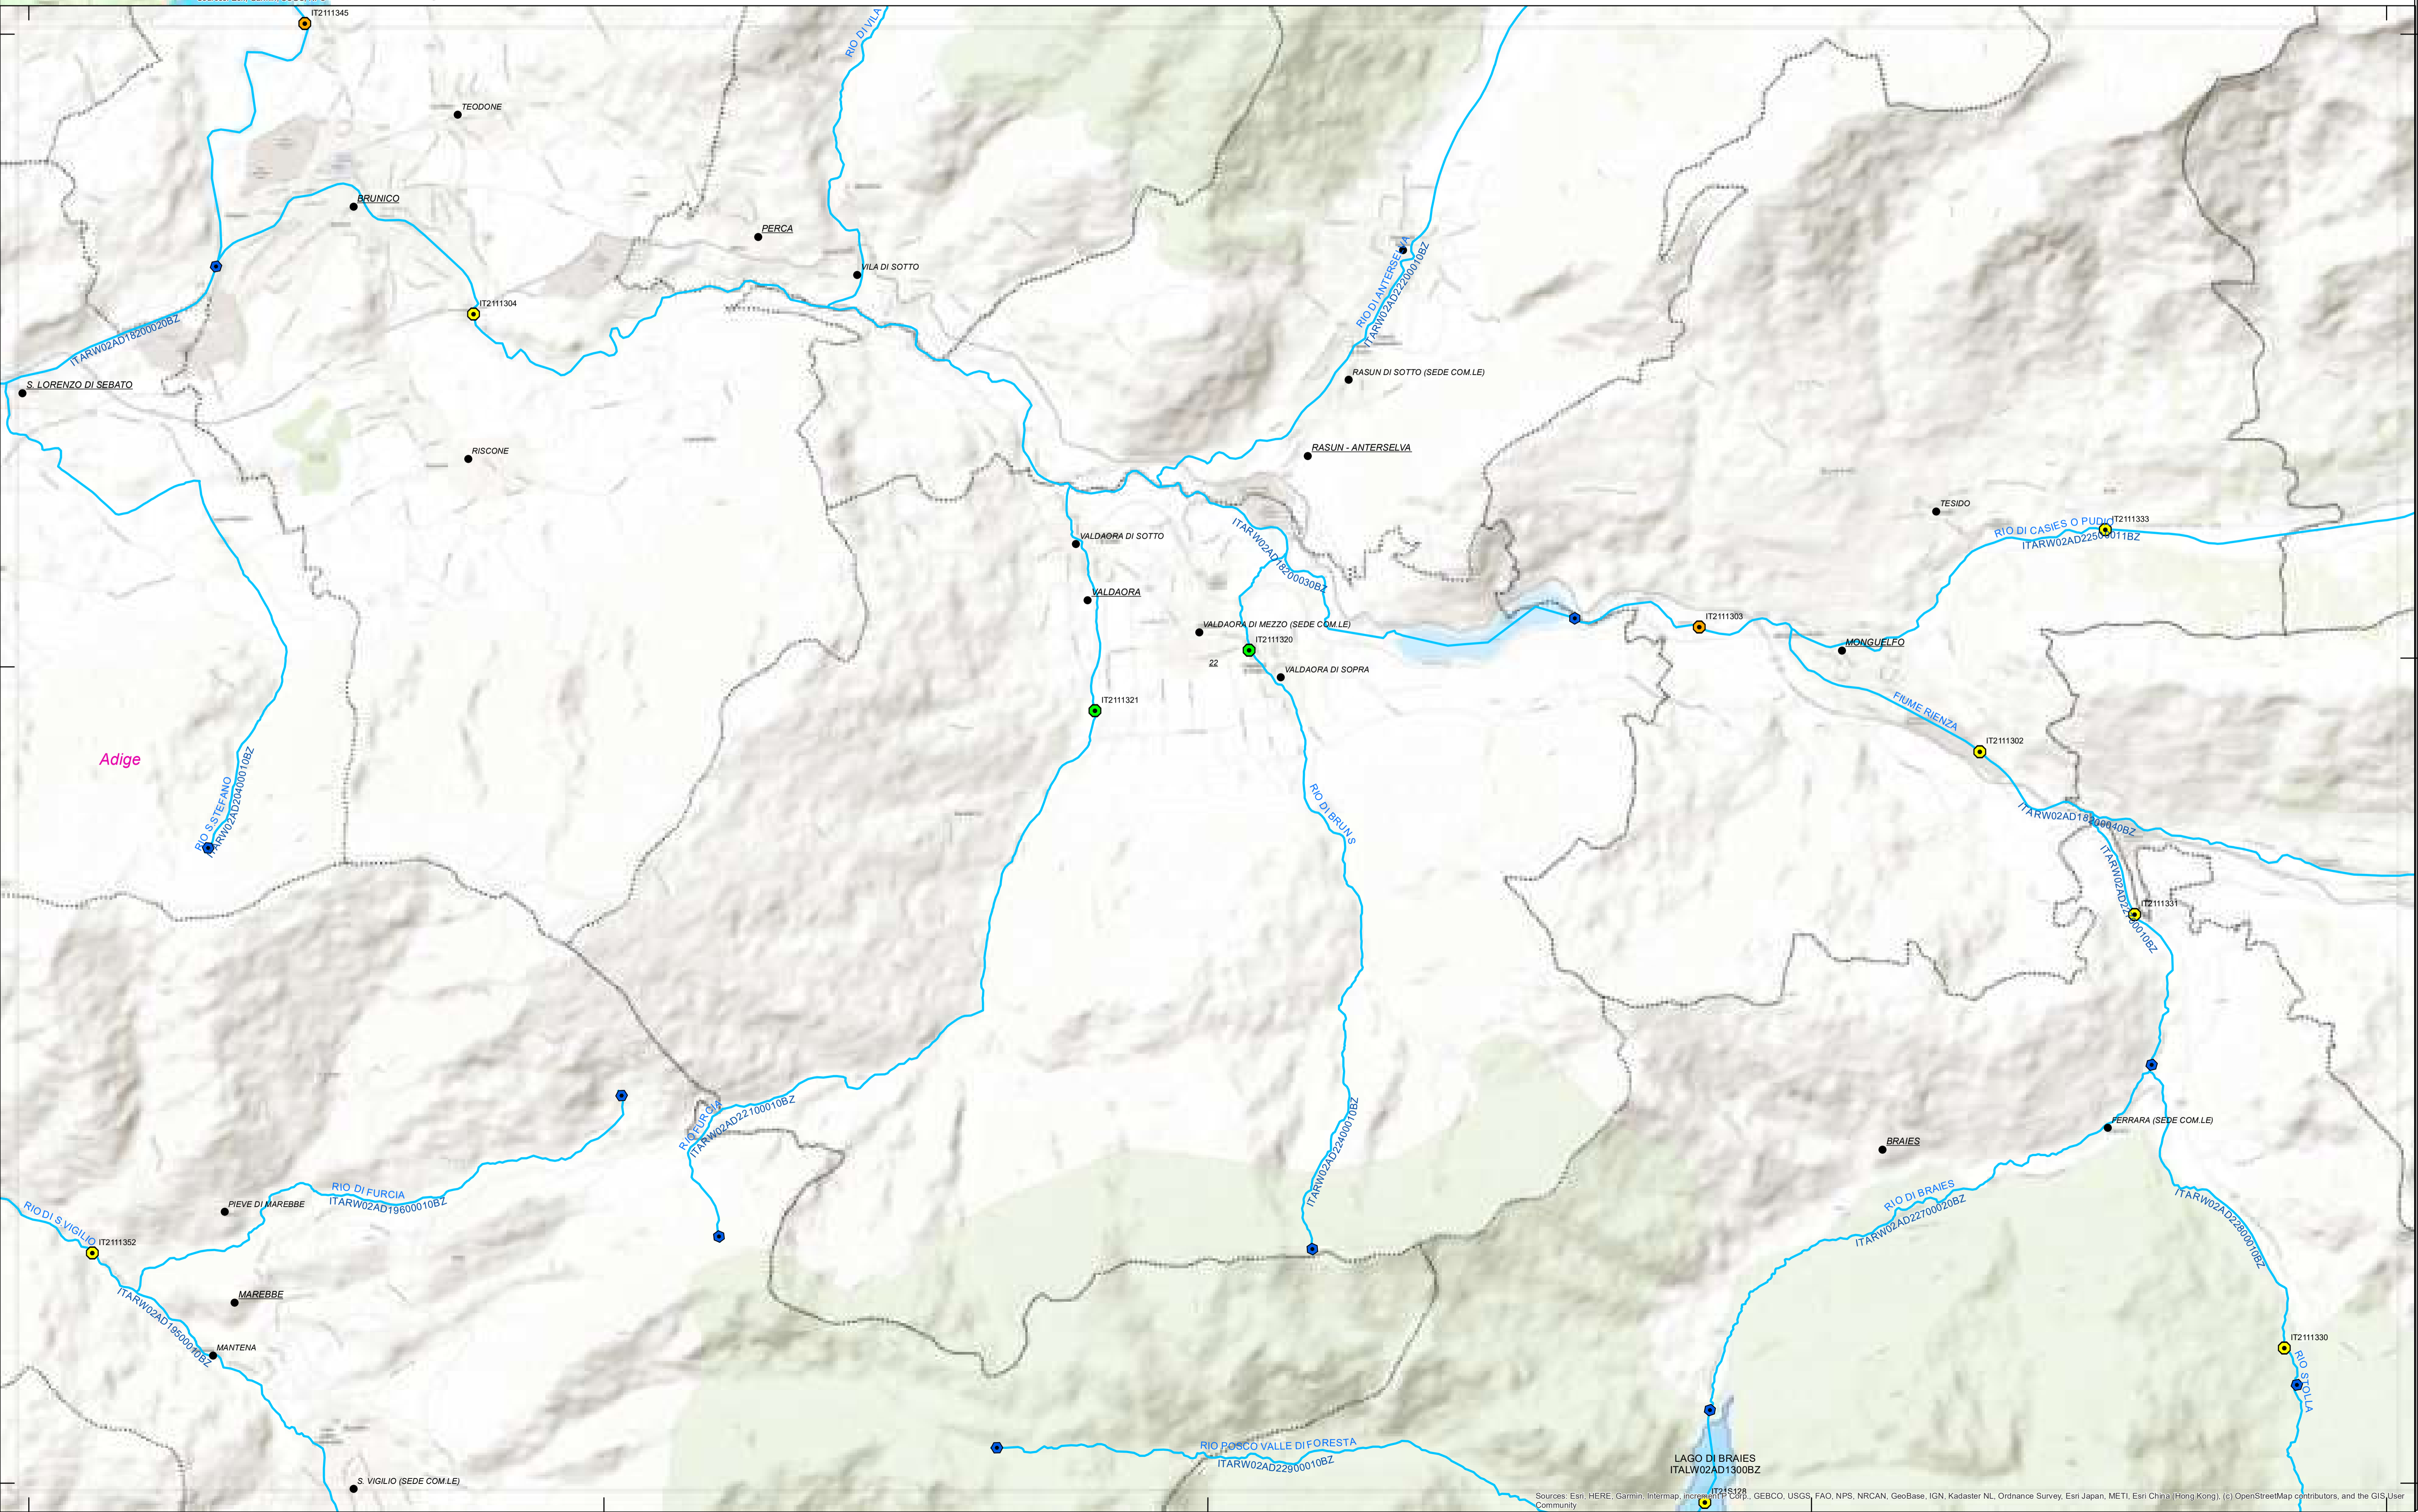 IT2111345
RIO DI VILA
TEODONE
BRUNICO
PERCA
VILA DI SOTTO
RIO DI ANTERSELVA
ITARW02AD22200010BZ
IT2111304
ITARW02AD18200020BZ
S. LORENZO DI SEBATO
RASUN DI SOTTO (SEDE COM.LE)
RISCONE
RASUN - ANTERSELVA
TESIDO
IT2111333
RIO DI CASIES O PUDIO
ITARW02AD22500011BZ
VALDAORA DI SOTTO
ITARW02AD18200030BZ
VALDAORA
VALDAORA DI MEZZO (SEDE COM.LE)
IT2111303
IT2111320
MONGUELFO
22
VALDAORA DI SOPRA
IT2111321
FIUME RIENZA
IT2111302
Adige
RIO S.STEFANO
ITARW02AD20400010BZ
RIO DI BRUNS
ITARW02AD18200040BZ
IT2111331
RIO FURCIA
ITARW02AD22100010BZ
ITARW02AD22400010BZ
FERRARA (SEDE COM.LE)
BRAIES
RIO DI FURCIA
ITARW02AD19600010BZ
PIEVE DI MAREBBE
RIO DI S.VIGILIO
IT2111352
RIO DI BRAIES
ITARW02AD22700020BZ
ITARW02AD22800010BZ
MAREBBE
ITARW02AD19500010BZ
MANTENA
IT2111330
RIO STOLLA
RIO POSCO VALLE DI FORESTA
ITARW02AD22900010BZ
LAGO DI BRAIES
ITALW02AD1300BZ
S. VIGILIO (SEDE COM.LE)
Sources: Esri, HERE, Garmin, Intermap, increment P Corp., GEBCO, USGS, FAO, NPS, NRCAN, GeoBase, IGN, Kadaster NL, Ordnance Survey, Esri Japan, METI, Esri China (Hong Kong), (c) OpenStreetMap contributors, and the GIS User
Community